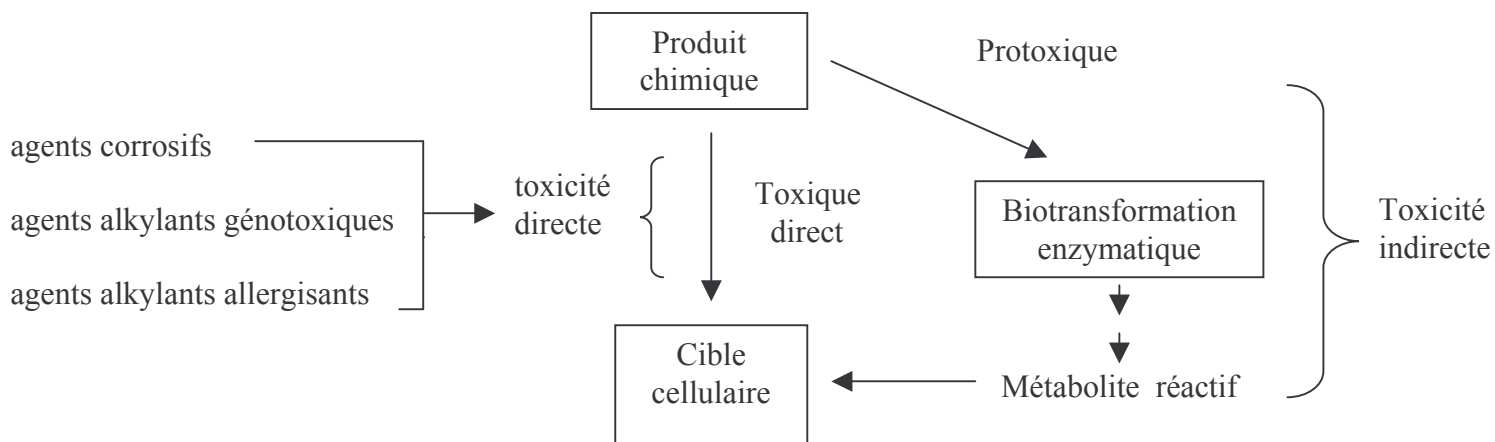 Produit
chimique
Protoxique
agents corrosifs
agents alkylants génotoxiques
agents alkylants allergisants
toxicité
directe
Toxique
direct
Biotransformation
enzymatique
Toxicité
indirecte
Cible
cellulaire
Métabolite réactif